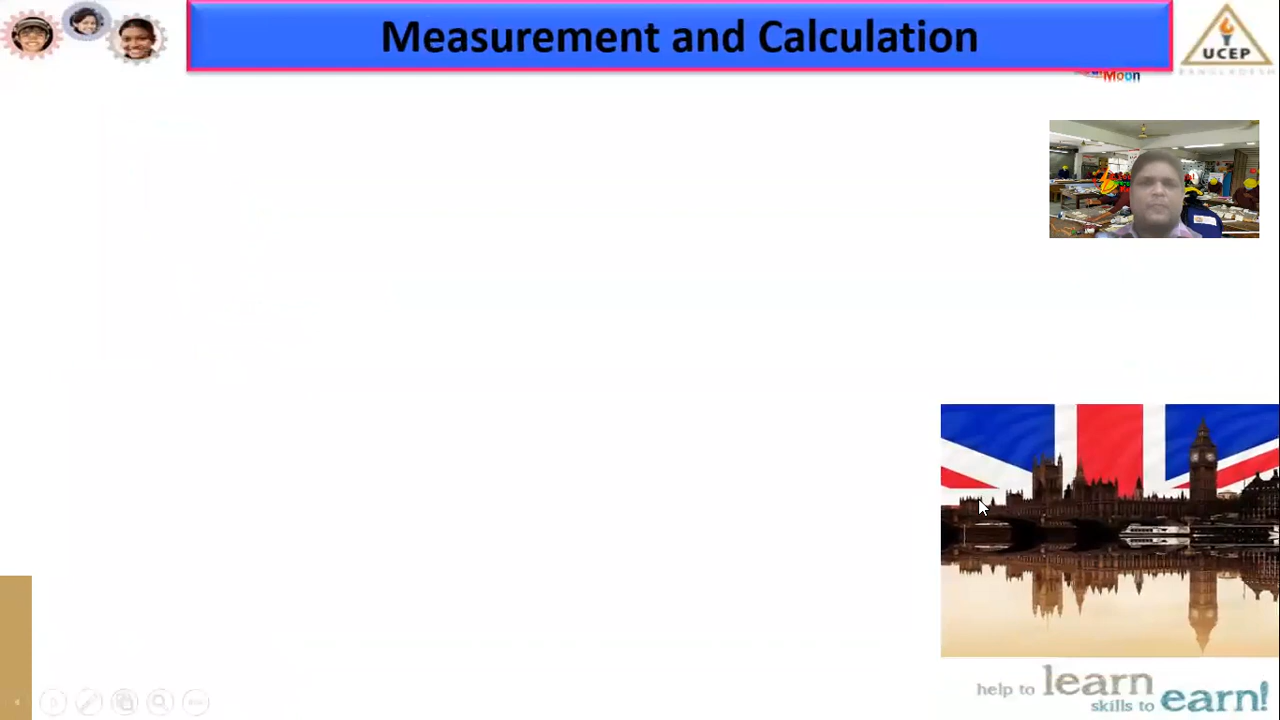 Measurement and Calculation
UCEP
BANGLADESH
Moon
help to learn
skills to earn!